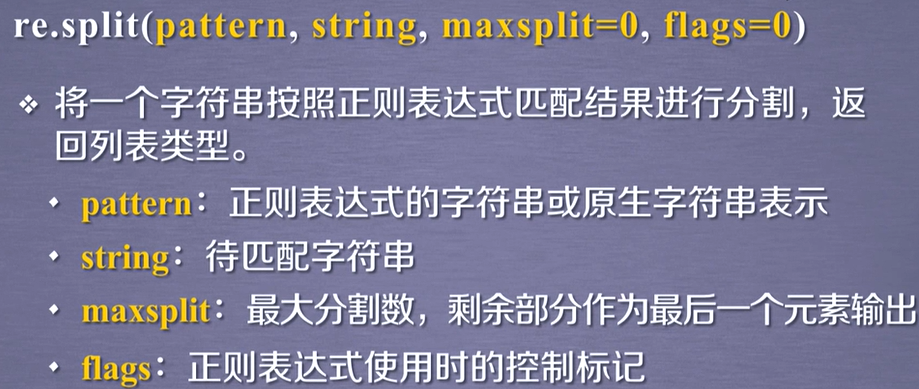 re.split(pattern, string, maxsplit=0, flags=0)
❖ 将一个字符串按照正则表达式匹配结果进行分割，返
回列表类型。
• pattern：正则表达式的字符串或原生字符串表示
• string：待匹配字符串
• maxsplit：最大分割数，剩余部分作为最后一个元素输出
• flags：正则表达式使用时的控制标记